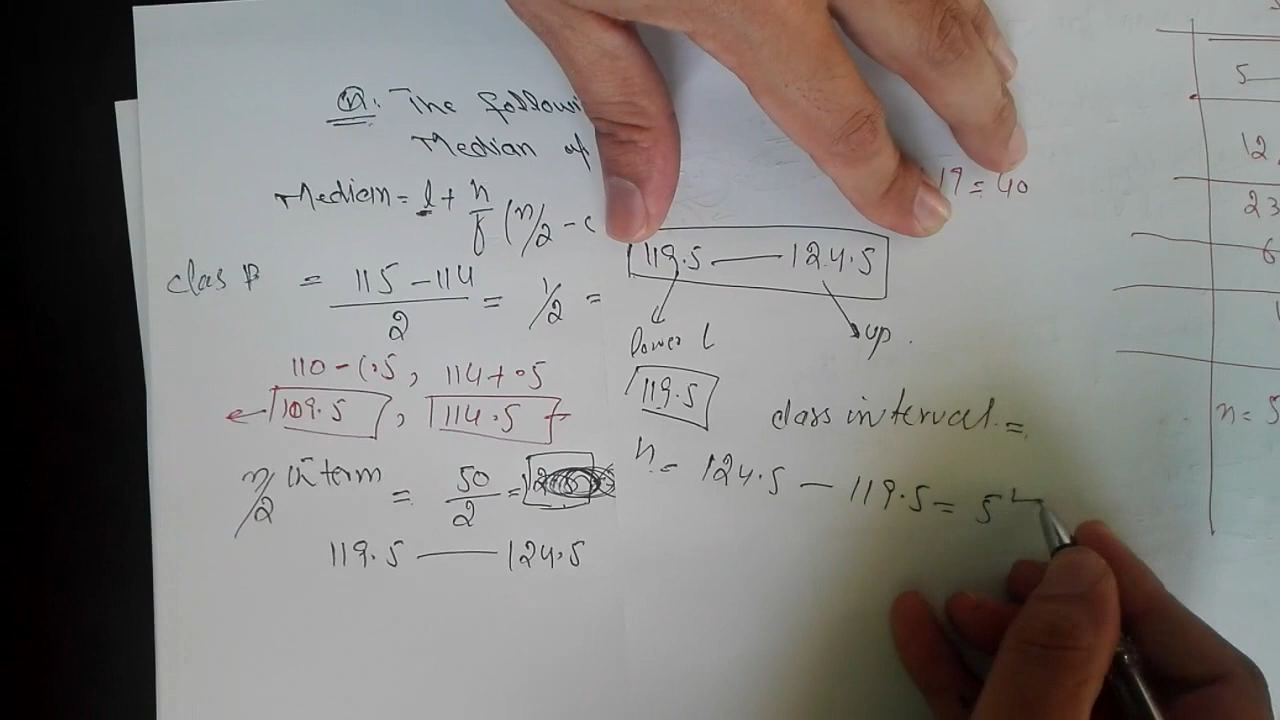 Q. The followi
Median of
Median = l + h/f (n/2 - c
19 = 40
119.5 — 124.5
= 115 - 114 / 2 = 1/2 =
lower L
up.
110 - 0.5, 114 + .5
109.5, 114.5
119.5
class interval =
n/2 in term = 50/2 =
h = 124.5 - 119.5 = 5
119.5 — 124.5
5
12
23
6
n = 5